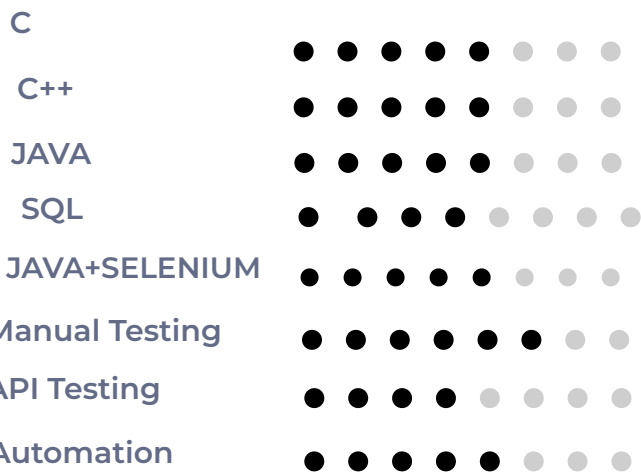 C
C++
JAVA
SQL
JAVA+SELENIUM
Manual Testing
API Testing
Automation